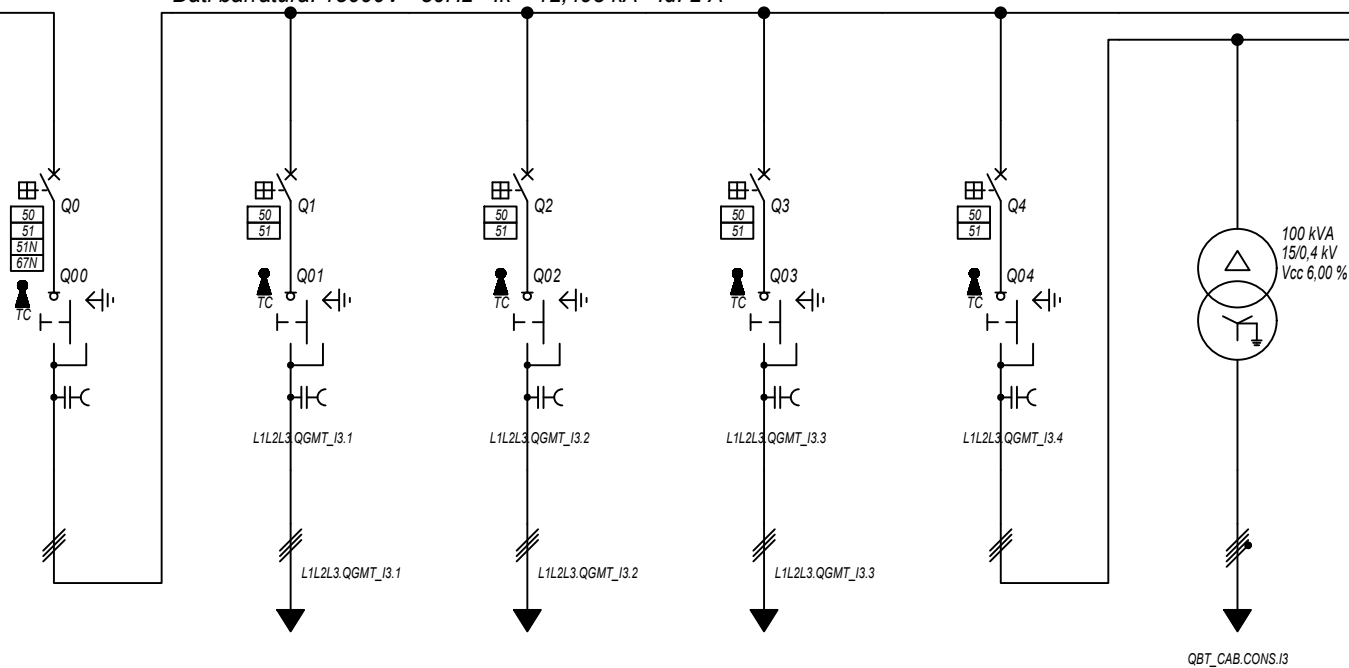 Q0
50
51
51N
67N
Q00
TC
Q1
50
51
Q01
TC
L1L2L3.QGMT_I3.1
L1L2L3.QGMT_I3.1
Q2
50
51
Q02
TC
L1L2L3.QGMT_I3.2
L1L2L3.QGMT_I3.2
Q3
50
51
Q03
TC
L1L2L3.QGMT_I3.3
L1L2L3.QGMT_I3.3
Q4
50
51
Q04
TC
L1L2L3.QGMT_I3.4
100 kVA
15/0,4 kV
Vcc 6,00 %
QBT_CAB.CONS.I3